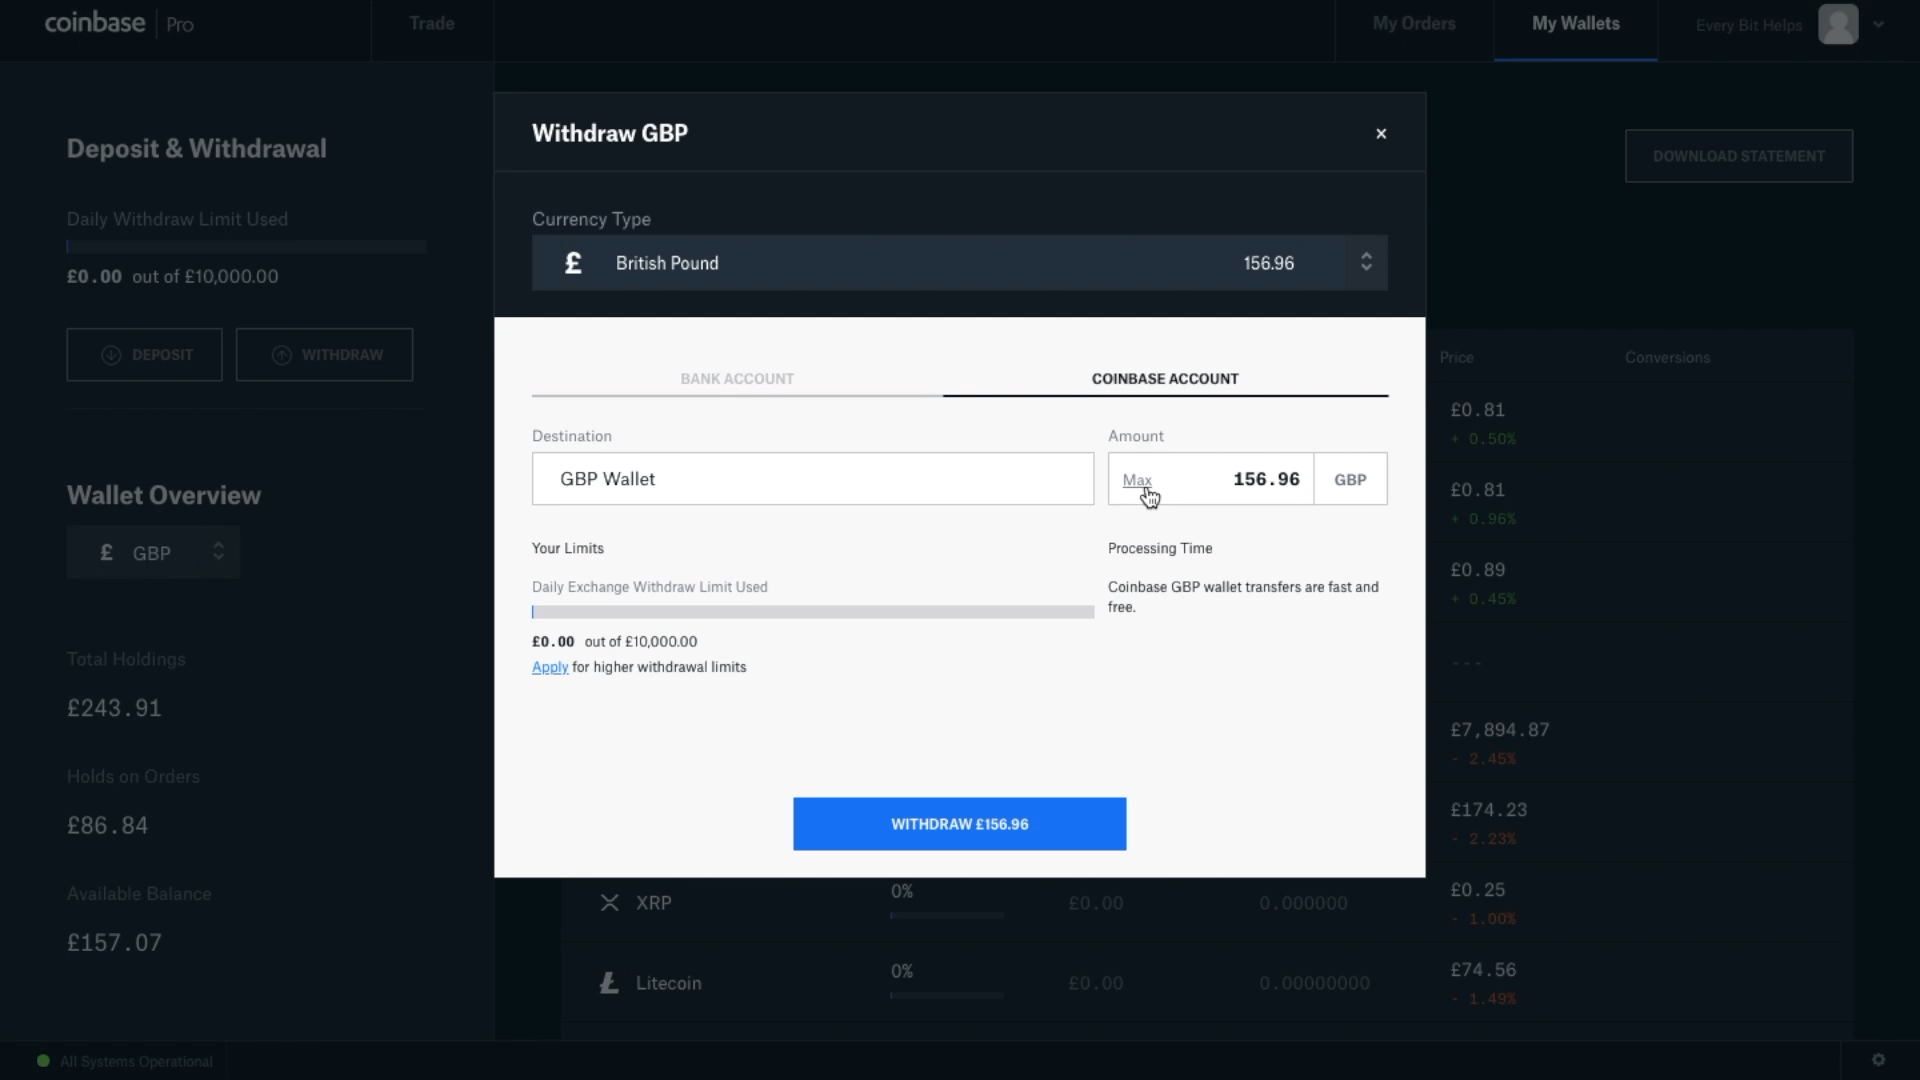 coinbase | Pro
Trade
My Orders
My Wallets
Every Bit Helps
Deposit & Withdrawal
Daily Withdraw Limit Used
£0.00 out of £10,000.00
DEPOSIT
WITHDRAW
Wallet Overview
£ GBP
Total Holdings
£243.91
Holds on Orders
£86.84
Available Balance
£157.07
All Systems Operational
Withdraw GBP
×
Currency Type
£ British Pound 156.96
BANK ACCOUNT
COINBASE ACCOUNT
Destination
GBP Wallet
Amount
Max 156.96 GBP
Your Limits
Daily Exchange Withdraw Limit Used
£0.00 out of £10,000.00
Apply for higher withdrawal limits
Processing Time
Coinbase GBP wallet transfers are fast and
free.
WITHDRAW £156.96
DOWNLOAD STATEMENT
Price Conversions
£0.81
+ 0.50%
£0.81
+ 0.96%
£0.89
+ 0.45%
---
£7,894.87
- 2.45%
£174.23
- 2.23%
XRP 0% £0.00 0.000000 £0.25
- 1.00%
Litecoin 0% £0.00 0.00000000 £74.56
- 1.49%